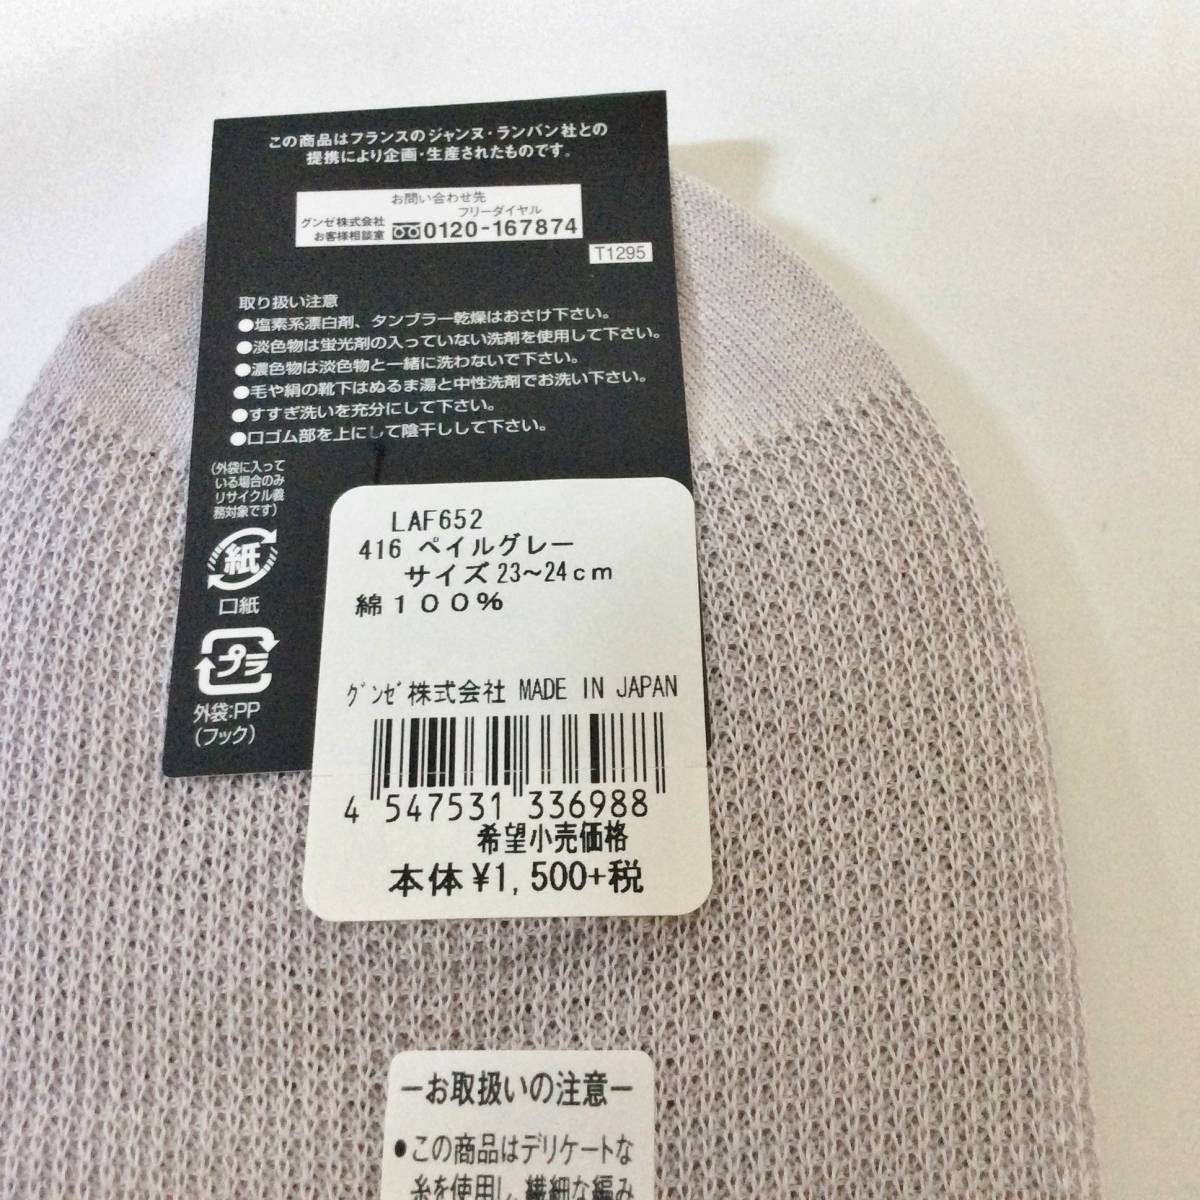 この商品はフランスのジャンヌ・ランバン社との
提携により企画・生産されたものです。
お問い合わせ先
フリーダイヤル
グンゼ株式会社
お客様相談室 0120-167874
T1295
取り扱い注意
●塩素系漂白剤、タンブラー乾燥はおさけ下さい。
●淡色物は蛍光剤の入っていない洗剤を使用して下さい。
●濃色物は淡色物と一緒に洗わないで下さい。
●毛や絹の靴下はぬるま湯と中性洗剤でお洗い下さい。
●すすぎ洗いを充分にして下さい。
●口ゴム部を上にして陰干しして下さい。
(外袋に入って
いる場合のみ
リサイクル義
務対象です)
紙
口紙
プラ
外袋:PP
(フック)
LAF652
416 ペイルグレー
サイズ23~24cm
綿100%
グンゼ株式会社 MADE IN JAPAN
4 547531 336988
希望小売価格
本体¥1,500+税
ーお取扱いの注意ー
●この商品はデリケートな
糸を使用し、繊細な編み